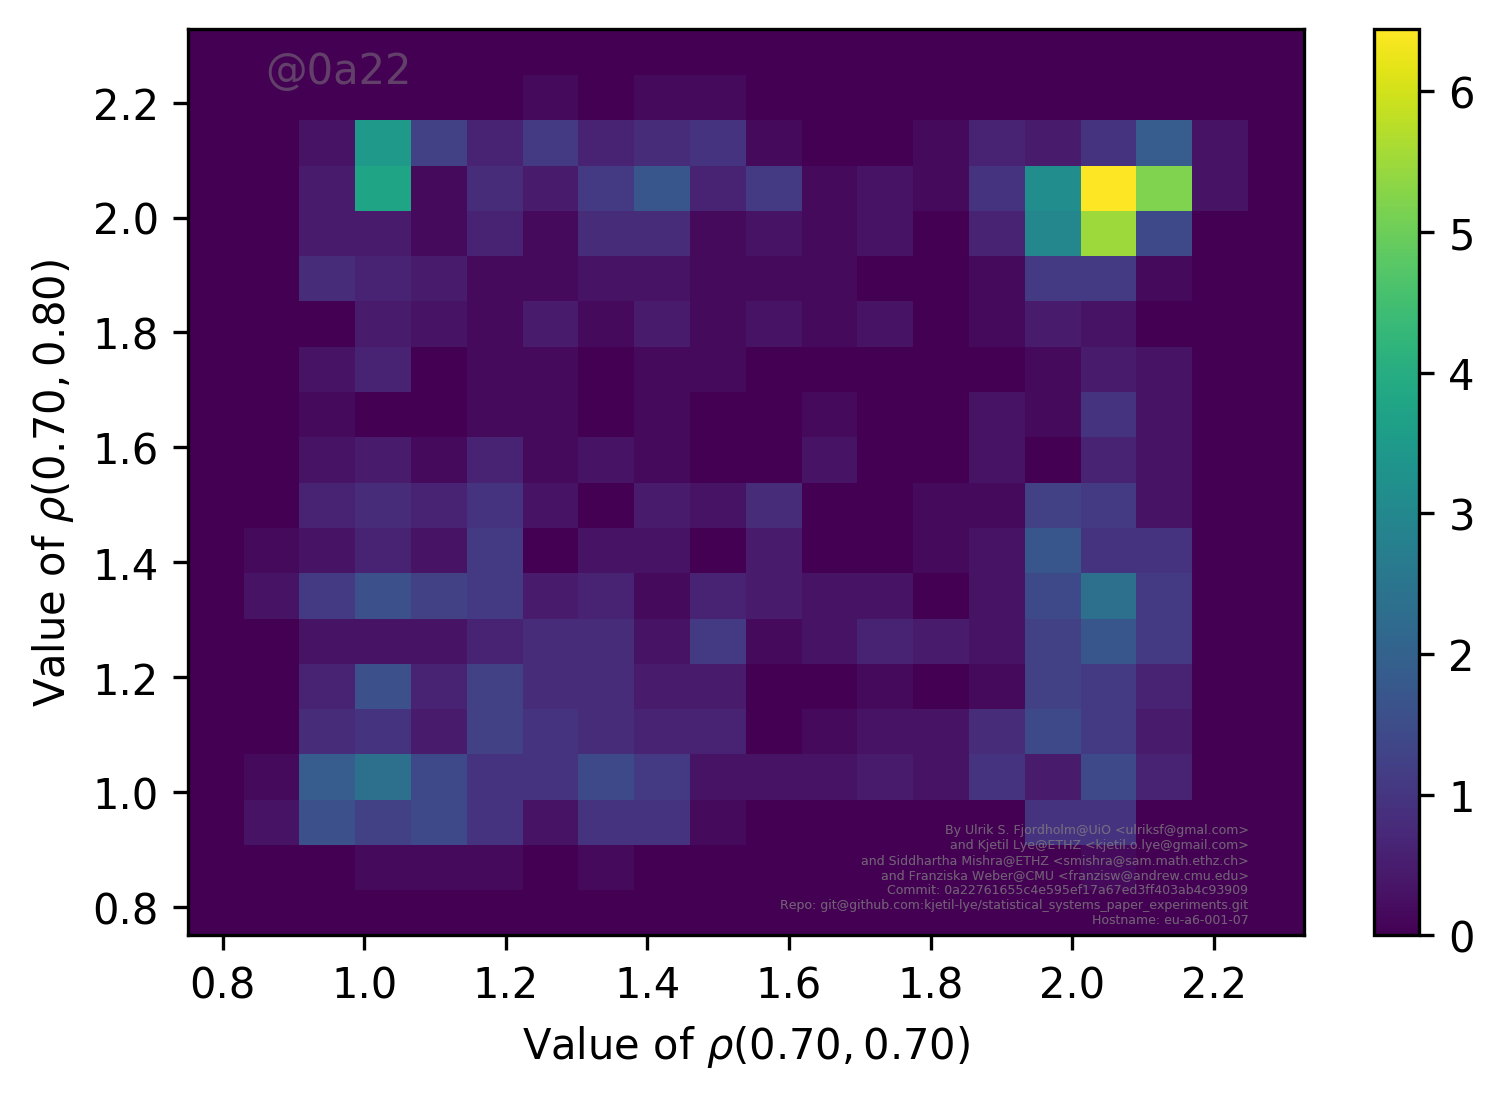 @0a22
2.2
2.0
1.8
1.6
1.4
1.2
1.0
0.8
Value of ρ(0.70, 0.80)
0.8 1.0 1.2 1.4 1.6 1.8 2.0 2.2
Value of ρ(0.70, 0.70)
6
5
4
3
2
1
0
By Ulrik S. Fjordholm@UiO <ulriksf@gmal.com>
and Kjetil Lye@ETHZ <kjetil.o.lye@gmail.com>
and Siddhartha Mishra@ETHZ <smishra@sam.math.ethz.ch>
and Franziska Weber@CMU <franzisw@andrew.cmu.edu>
Commit: 0a22761655c4e595ef17a67ed3ff403ab4c93909
Repo: git@github.com:kjetil-lye/statistical_systems_paper_experiments.git
Hostname: eu-a6-001-07